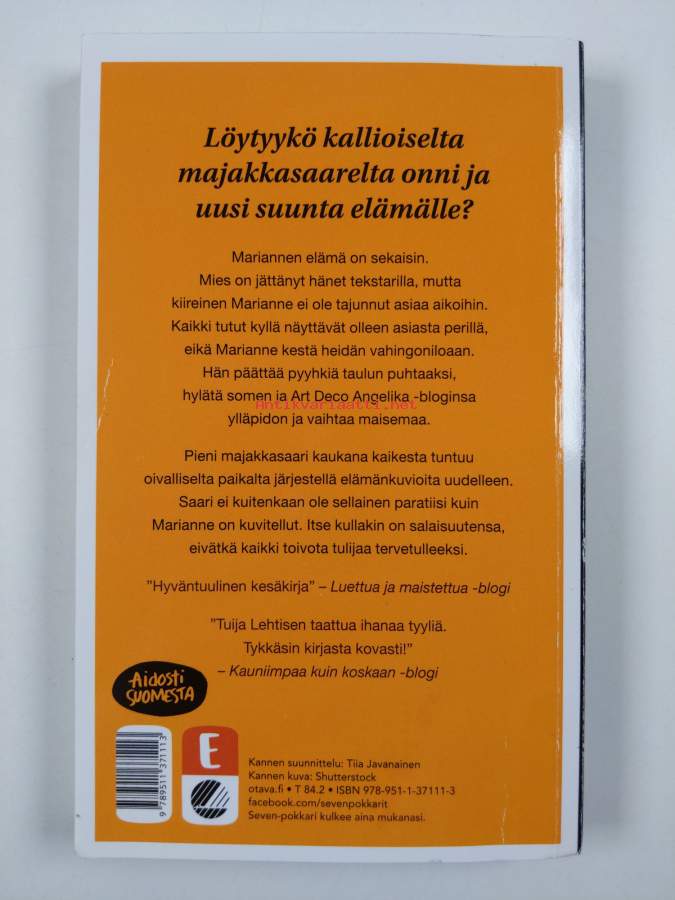 Löytyykö kallioiselta
majakkasaarelta onni ja
uusi suunta elämälle?
Mariannen elämä on sekaisin.
Mies on jättänyt hänet tekstarilla, mutta
kiireinen Marianne ei ole tajunnut asiaa aikoihin.
Kaikki tutut kyllä näyttävät olleen asiasta perillä,
eikä Marianne kestä heidän vahingoniloaan.
Hän päättää pyyhkiä taulun puhtaaksi,
hylätä somen ja Art Deco Angelika -bloginsa
Antikvariaatti.net
ylläpidon ja vaihtaa maisemaa.
Pieni majakkasaari kaukana kaikesta tuntuu
oivalliselta paikalta järjestellä elämänkuvioita uudelleen.
Saari ei kuitenkaan ole sellainen paratiisi kuin
Marianne on kuvitellut. Itse kullakin on salaisuutensa,
eivätkä kaikki toivota tulijaa tervetulleeksi.
”Hyväntuulinen kesäkirja” – Luettua ja maistettua -blogi
”Tuija Lehtisen taattua ihanaa tyyliä.
Tykkäsin kirjasta kovasti!”
– Kauniimpaa kuin koskaan -blogi
Aidosti
SUOMESTA
9 789511 371113
E
Kannen suunnittelu: Tiia Javanainen
Kannen kuva: Shutterstock
otava.fi • T 84.2 • ISBN 978-951-1-37111-3
facebook.com/sevenpokkarit
Seven-pokkari kulkee aina mukanasi.